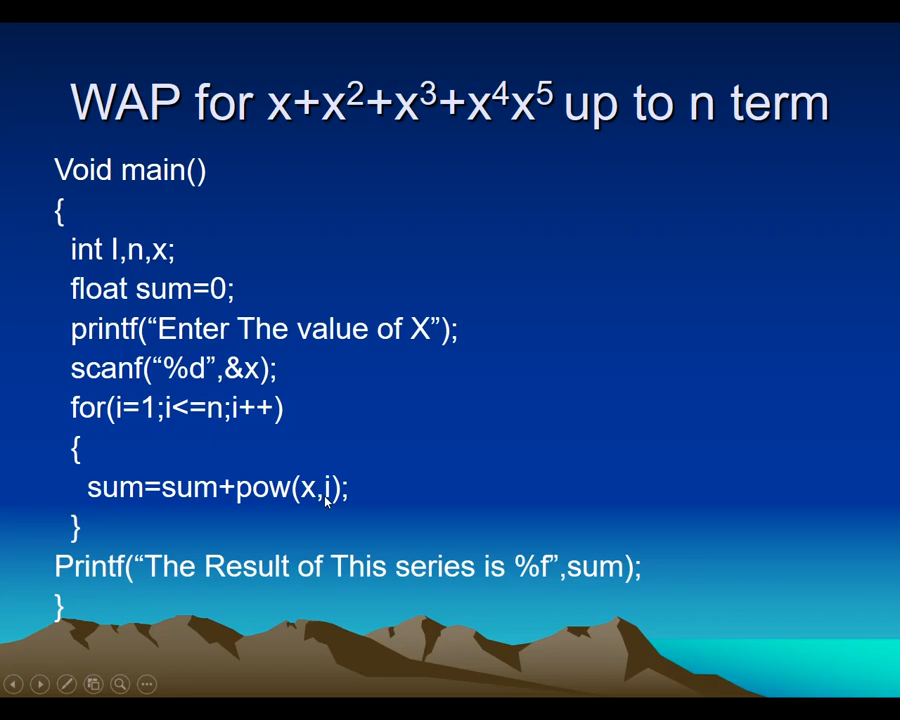 WAP for x+x²+x³+x⁴x⁵ up to n term
Void main()
{
int I,n,x;
float sum=0;
printf(“Enter The value of X”);
scanf(“%d”,&x);
for(i=1;i<=n;i++)
{
sum=sum+pow(x,i);
}
Printf(“The Result of This series is %f”,sum);
}